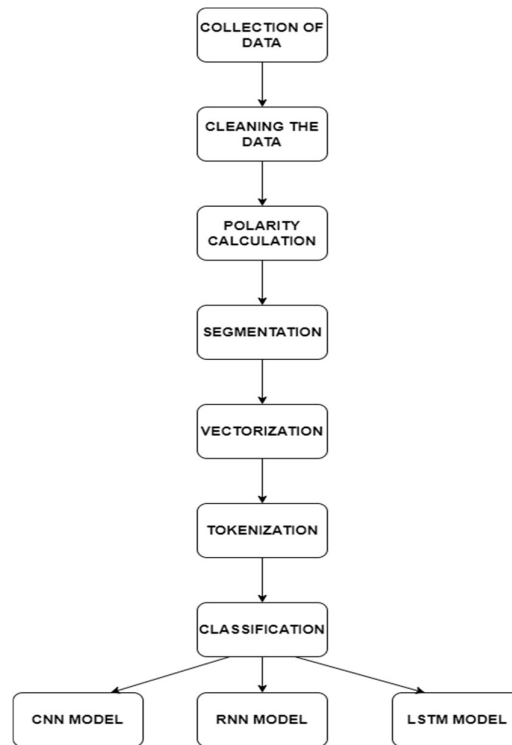 COLLECTION OF
DATA
CLEANING THE
DATA
POLARITY
CALCULATION
SEGMENTATION
VECTORIZATION
TOKENIZATION
CLASSIFICATION
CNN MODEL
RNN MODEL
LSTM MODEL